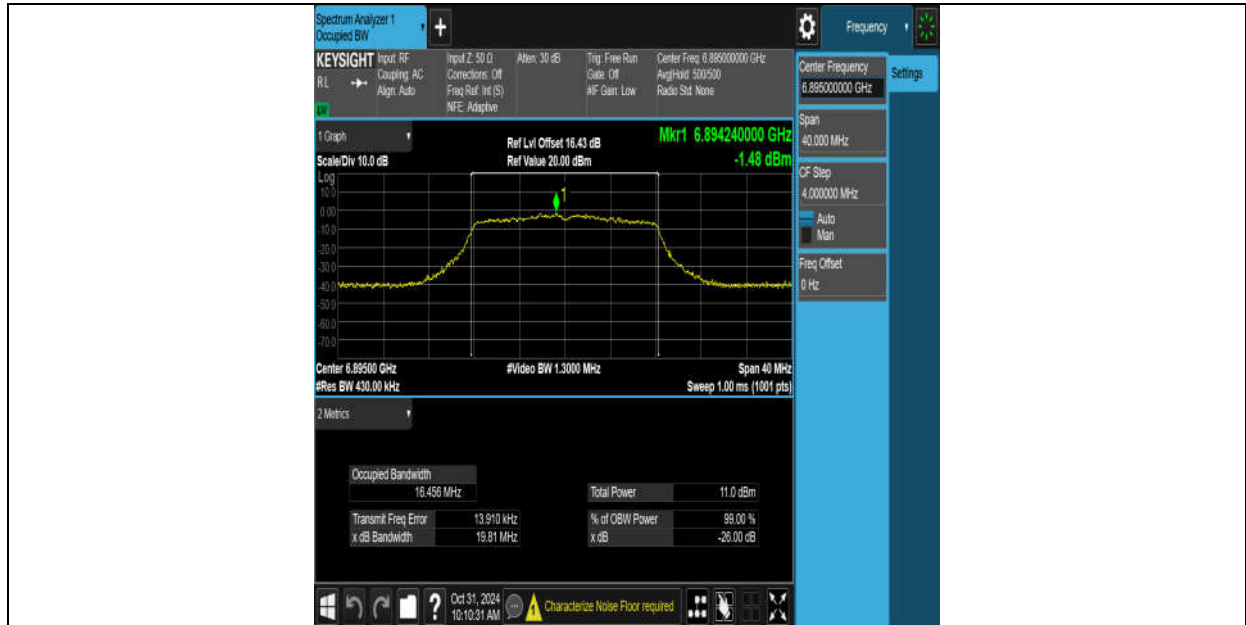 Spectrum Analyzer 1
Occupied BW
Frequency
KEYSIGHT
R L
Input: RF
Coupling: AC
Align: Auto
Input Z: 50 Ω
Corrections: Off
Freq Ref: Int (S)
NFE: Adaptive
Atten: 30 dB
Trig: Free Run
Gate: Off
#IF Gain: Low
Center Freq: 6.895000000 GHz
Avg|Hold: 500/500
Radio Std: None
Center Frequency
6.895000000 GHz
Settings
Span
40.000 MHz
CF Step
4.000000 MHz
Auto
Man
Freq Offset
0 Hz
1 Graph
Scale/Div 10.0 dB
Ref Lvl Offset 16.43 dB
Ref Value 20.00 dBm
Mkr1 6.894240000 GHz
-1.48 dBm
Log
10.0
0.00
-10.0
-20.0
-30.0
-40.0
-50.0
-60.0
-70.0
1
Center 6.89500 GHz
#Res BW 430.00 kHz
#Video BW 1.3000 MHz
Span 40 MHz
Sweep 1.00 ms (1001 pts)
2 Metrics
Occupied Bandwidth
16.456 MHz
Total Power 11.0 dBm
Transmit Freq Error 13.910 kHz
% of OBW Power 99.00 %
x dB Bandwidth 19.81 MHz
x dB -26.00 dB
Oct 31, 2024
10:10:31 AM
Characterize Noise Floor required